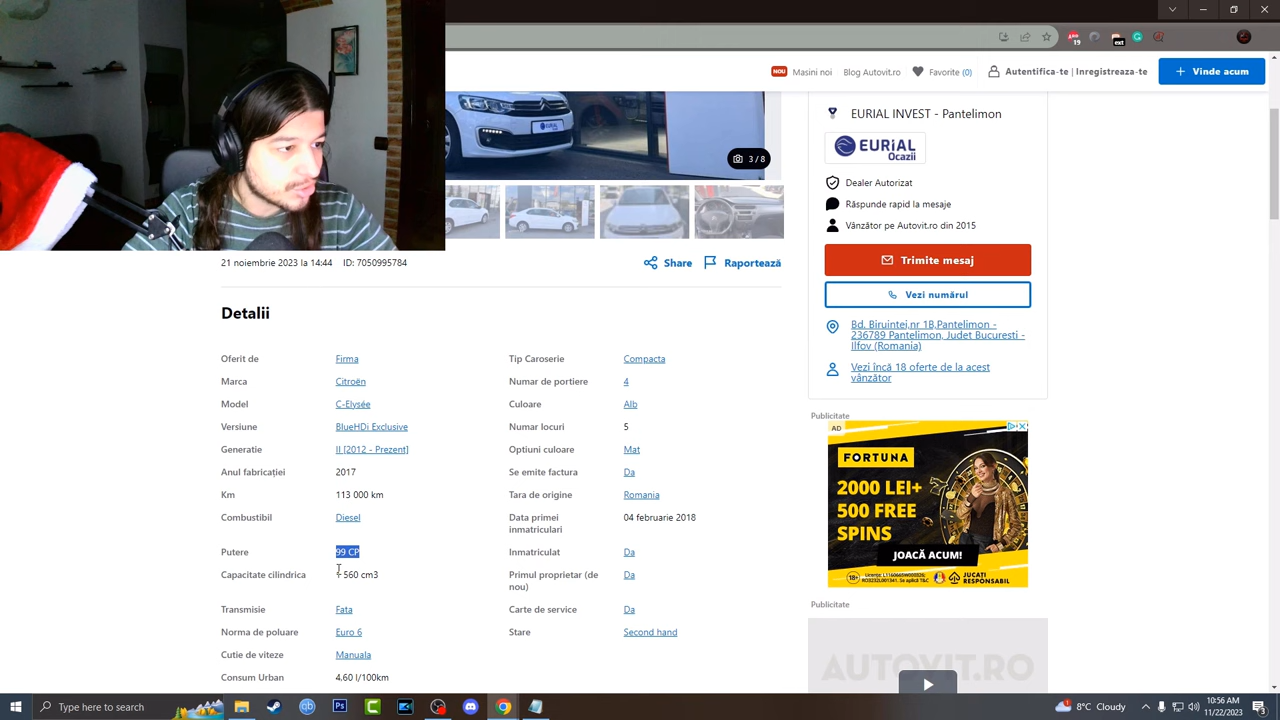 19
ext
NOU
Masini noi
Blog Autovit.ro
Favorite (0)
Autentifica-te | Inregistreaza-te
Vinde acum
3 / 8
EURIAL INVEST - Pantelimon
EURIAL
Ocazii
Dealer Autorizat
Răspunde rapid la mesaje
Vânzător pe Autovit.ro din 2015
Trimite mesaj
Vezi numărul
Bd. Biruintei,nr 1B,Pantelimon -
236789 Pantelimon, Judet Bucuresti -
Ilfov (Romania)
Vezi încă 18 oferte de la acest
vânzător
21 noiembrie 2023 la 14:44
ID: 7050995784
Share
Raportează
Detalii
Oferit de
Firma
Marca
Citroën
Model
C-Elysée
Versiune
BlueHDi Exclusive
Generatie
II [2012 - Prezent]
Anul fabricației
2017
Km
113 000 km
Combustibil
Diesel
Putere
99 CP
Capacitate cilindrica
1 560 cm3
Transmisie
Fata
Norma de poluare
Euro 6
Cutie de viteze
Manuala
Consum Urban
4.60 l/100km
Tip Caroserie
Compacta
Numar de portiere
4
Culoare
Alb
Numar locuri
5
Optiuni culoare
Mat
Se emite factura
Da
Tara de origine
Romania
Data primei
inmatriculari
04 februarie 2018
Inmatriculat
Da
Primul proprietar (de
nou)
Da
Carte de service
Da
Stare
Second hand
Publicitate
AD
FORTUNA
2000 LEI+
500 FREE
SPINS
JOACĂ ACUM!
18+
JUCAȚI
RESPONSABIL
Publicitate
AUTOVIT.RO
Type here to search
8°C Cloudy
10:56 AM
11/22/2023